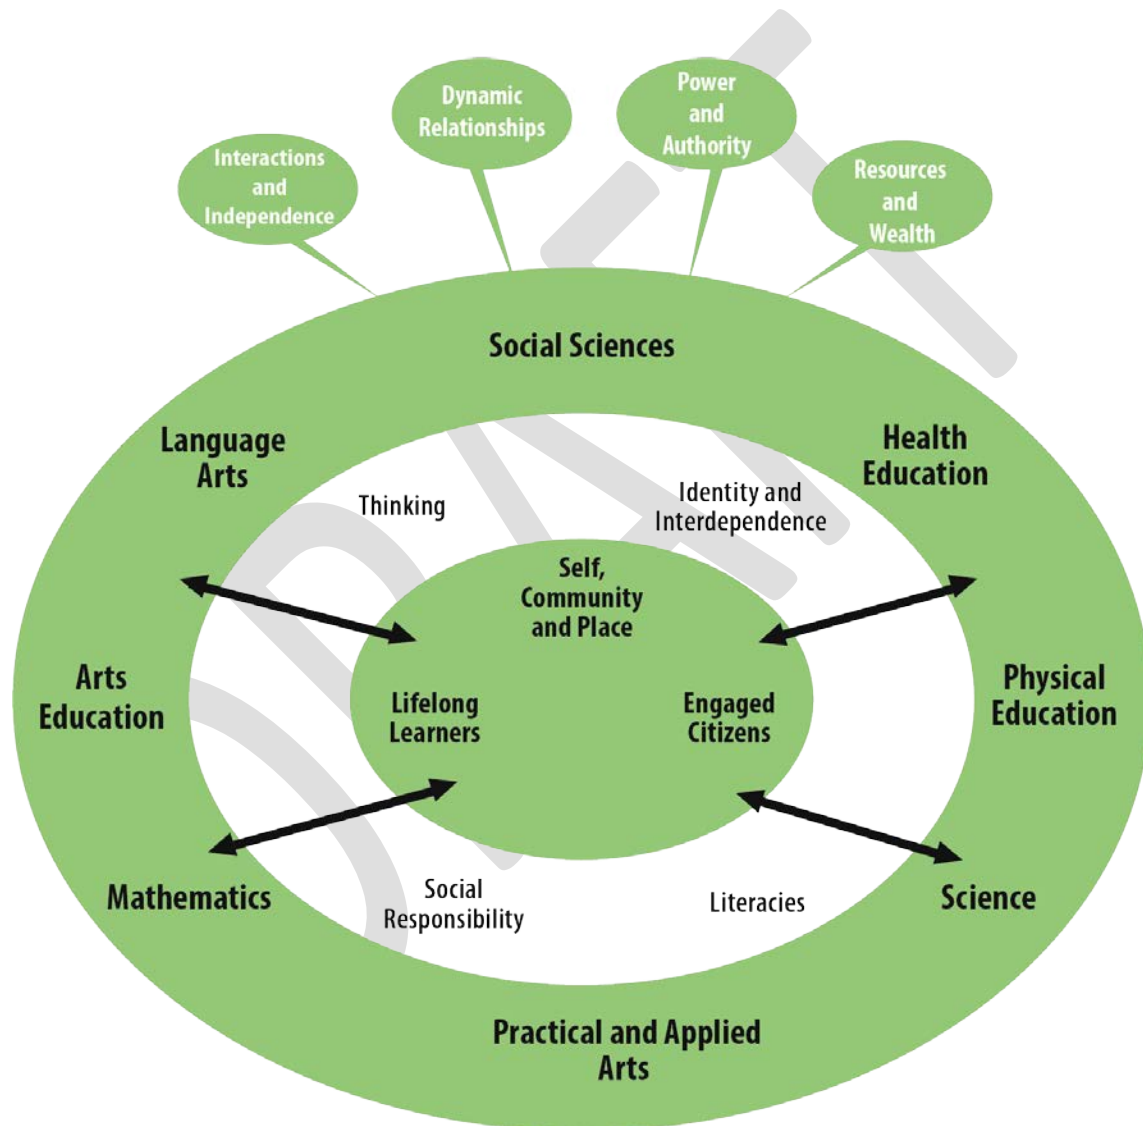 Dynamic
Relationships
Power
and
Authority
Interactions
and
Independence
Resources
and
Wealth
Social Sciences
Language
Arts
Health
Education
Thinking
Identity and
Interdependence
Self,
Community
and Place
Arts
Education
Lifelong
Learners
Engaged
Citizens
Physical
Education
Mathematics
Social
Responsibility
Literacies
Science
Practical and Applied
Arts
DRAFT